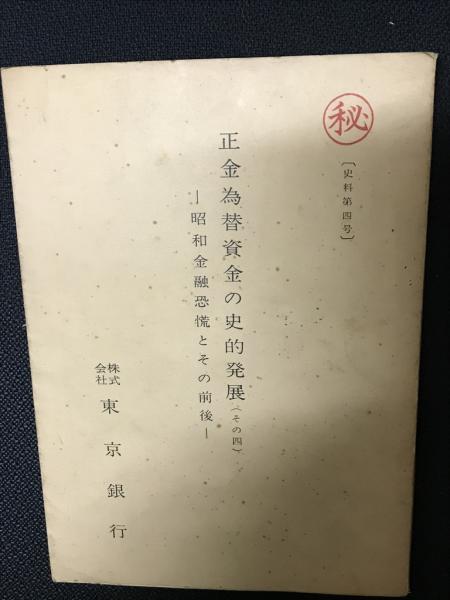 ㊙
〔史料第四号〕
正金為替資金の史的発展(その四)
―昭和金融恐慌とその前後―
株式会社 東京銀行